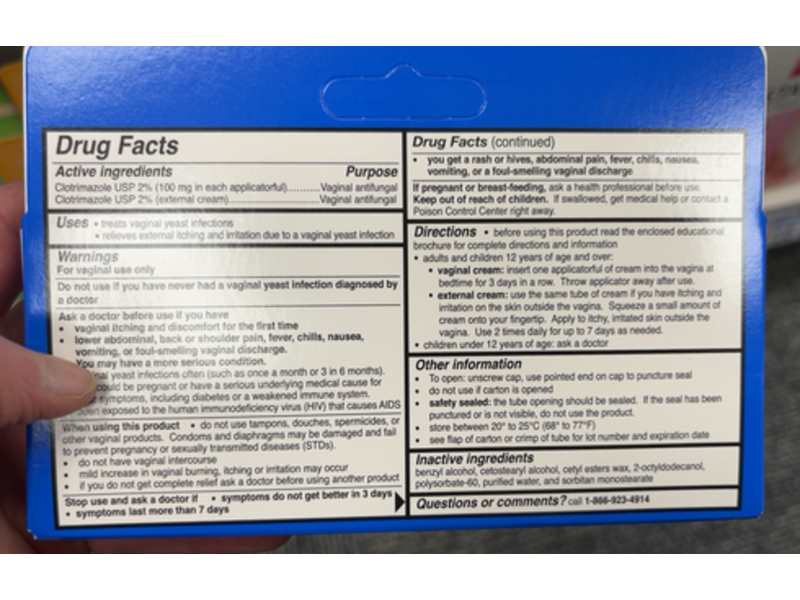 Drug Facts
Active ingredients Purpose
Clotrimazole USP 2% (100 mg in each applicatorful)..........Vaginal antifungal
Clotrimazole USP 2% (external cream)............................Vaginal antifungal
Uses • treats vaginal yeast infections
• relieves external itching and irritation due to a vaginal yeast infection
Warnings
For vaginal use only
Do not use if you have never had a vaginal yeast infection diagnosed by
a doctor
Ask a doctor before use if you have
• vaginal itching and discomfort for the first time
• lower abdominal, back or shoulder pain, fever, chills, nausea,
vomiting, or foul-smelling vaginal discharge.
You may have a more serious condition.
yeast infections often (such as once a month or 3 in 6 months).
could be pregnant or have a serious underlying medical cause for
symptoms, including diabetes or a weakened immune system.
exposed to the human immunodeficiency virus (HIV) that causes AIDS
When using this product • do not use tampons, douches, spermicides, or
other vaginal products. Condoms and diaphragms may be damaged and fail
to prevent pregnancy or sexually transmitted diseases (STDs).
• do not have vaginal intercourse
• mild increase in vaginal burning, itching or irritation may occur
• if you do not get complete relief ask a doctor before using another product
Stop use and ask a doctor if • symptoms do not get better in 3 days
• symptoms last more than 7 days
Drug Facts (continued)
• you get a rash or hives, abdominal pain, fever, chills, nausea,
vomiting, or a foul-smelling vaginal discharge
If pregnant or breast-feeding, ask a health professional before use.
Keep out of reach of children. If swallowed, get medical help or contact a
Poison Control Center right away.
Directions • before using this product read the enclosed educational
brochure for complete directions and information
• adults and children 12 years of age and over:
• vaginal cream: insert one applicatorful of cream into the vagina at
bedtime for 3 days in a row. Throw applicator away after use.
• external cream: use the same tube of cream if you have itching and
irritation on the skin outside the vagina. Squeeze a small amount of
cream onto your fingertip. Apply to itchy, irritated skin outside the
vagina. Use 2 times daily for up to 7 days as needed.
• children under 12 years of age: ask a doctor
Other information
• To open: unscrew cap, use pointed end on cap to puncture seal
• do not use if carton is opened
• safety sealed: the tube opening should be sealed. If the seal has been
punctured or is not visible, do not use the product.
• store between 20° to 25°C (68° to 77°F)
• see flap of carton or crimp of tube for lot number and expiration date
Inactive ingredients
benzyl alcohol, cetostearyl alcohol, cetyl esters wax, 2-octyldodecanol,
polysorbate-60, purified water, and sorbitan monostearate
Questions or comments? call 1-866-923-4914